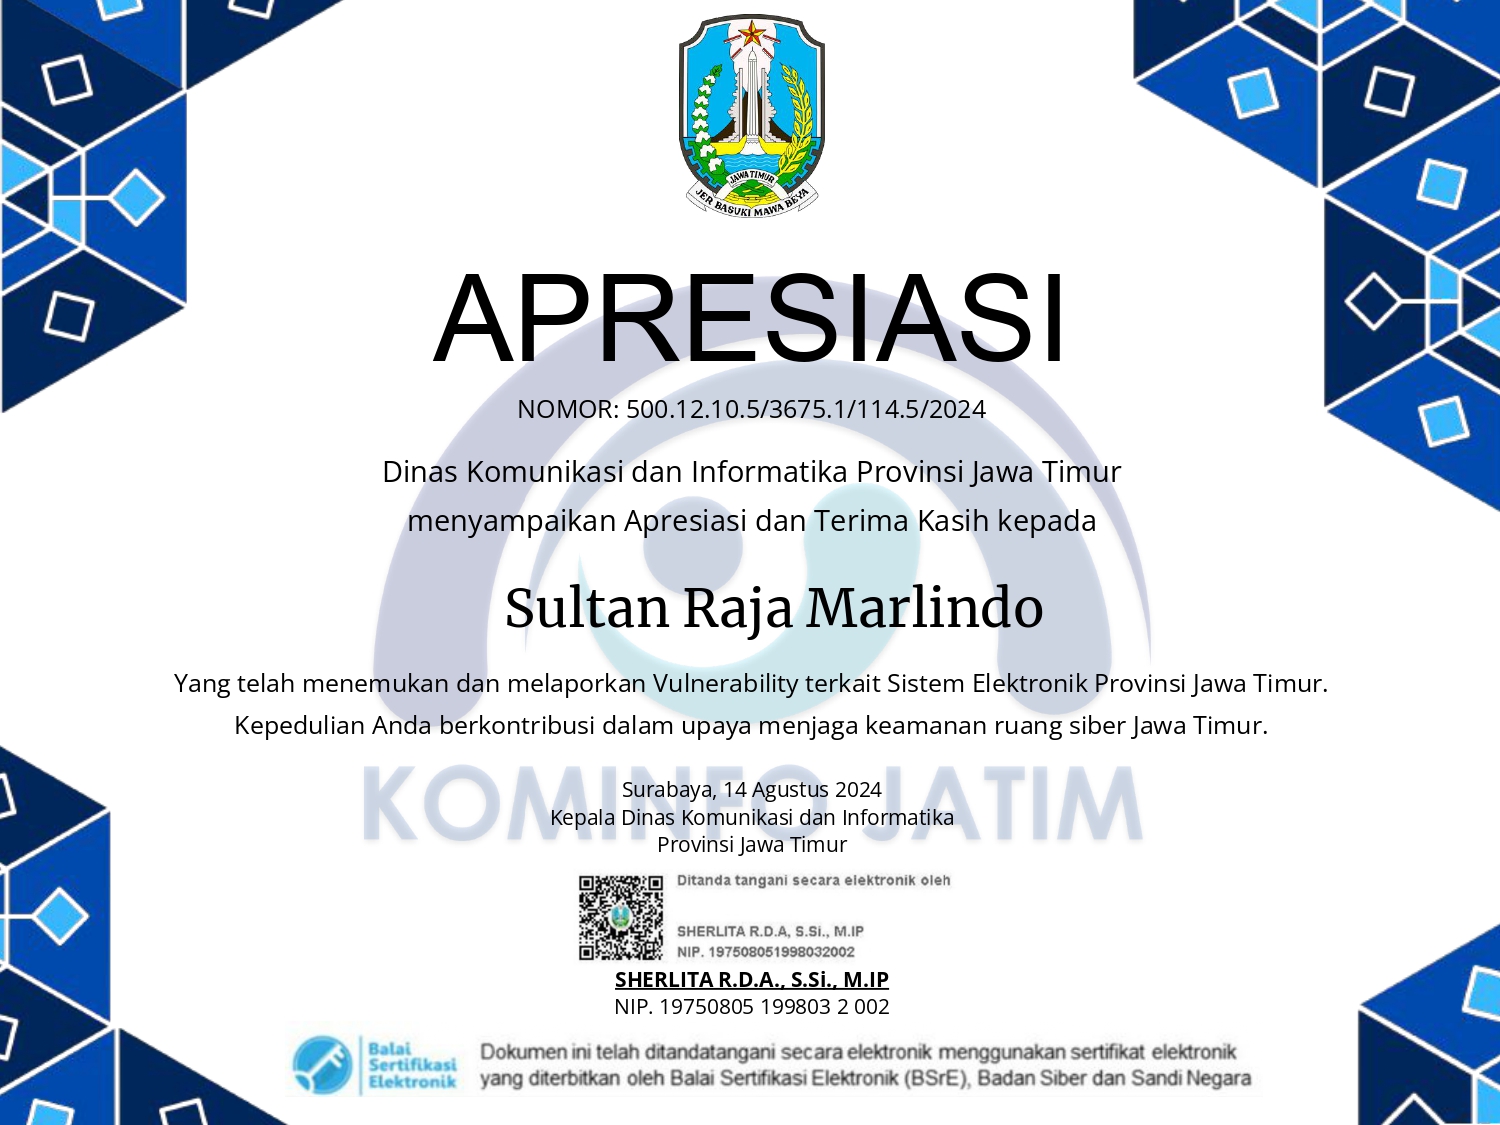 JAWA TIMUR
JER BASUKI MAWA BEYA
APRESIASI
NOMOR: 500.12.10.5/3675.1/114.5/2024
Dinas Komunikasi dan Informatika Provinsi Jawa Timur
menyampaikan Apresiasi dan Terima Kasih kepada
Sultan Raja Marlindo
Yang telah menemukan dan melaporkan Vulnerability terkait Sistem Elektronik Provinsi Jawa Timur.
Kepedulian Anda berkontribusi dalam upaya menjaga keamanan ruang siber Jawa Timur.
KOMINFO JATIM
Surabaya, 14 Agustus 2024
Kepala Dinas Komunikasi dan Informatika
Provinsi Jawa Timur
Ditanda tangani secara elektronik oleh
SHERLITA R.D.A, S.Si., M.IP
NIP. 197508051998032002
SHERLITA R.D.A., S.Si., M.IP
NIP. 19750805 199803 2 002
Balai
Sertifikasi
Elektronik
Dokumen ini telah ditandatangani secara elektronik menggunakan sertifikat elektronik
yang diterbitkan oleh Balai Sertifikasi Elektronik (BSrE), Badan Siber dan Sandi Negara